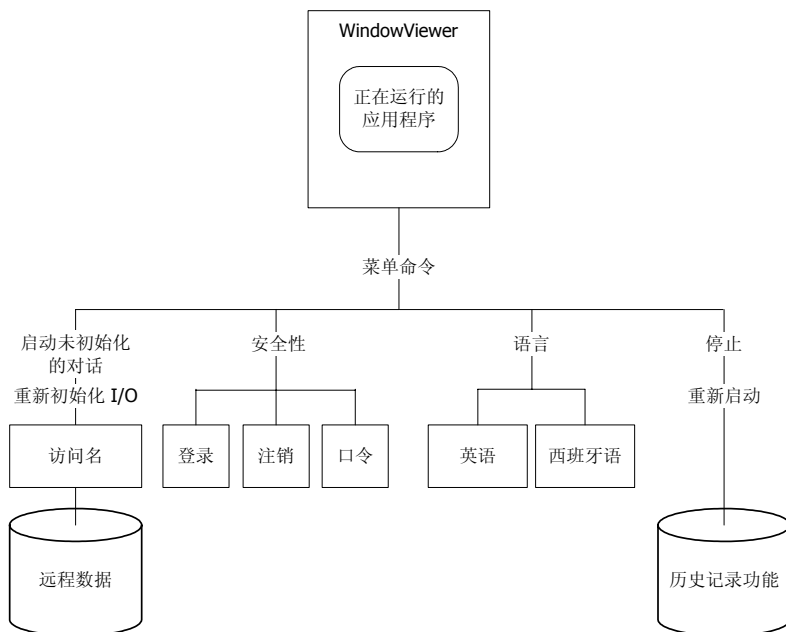 WindowViewer
正在运行的
应用程序
菜单命令
启动未初始化
的对话
重新初始化 I/O
安全性
语言
停止
重新启动
访问名
登录
注销
口令
英语
西班牙语
远程数据
历史记录功能